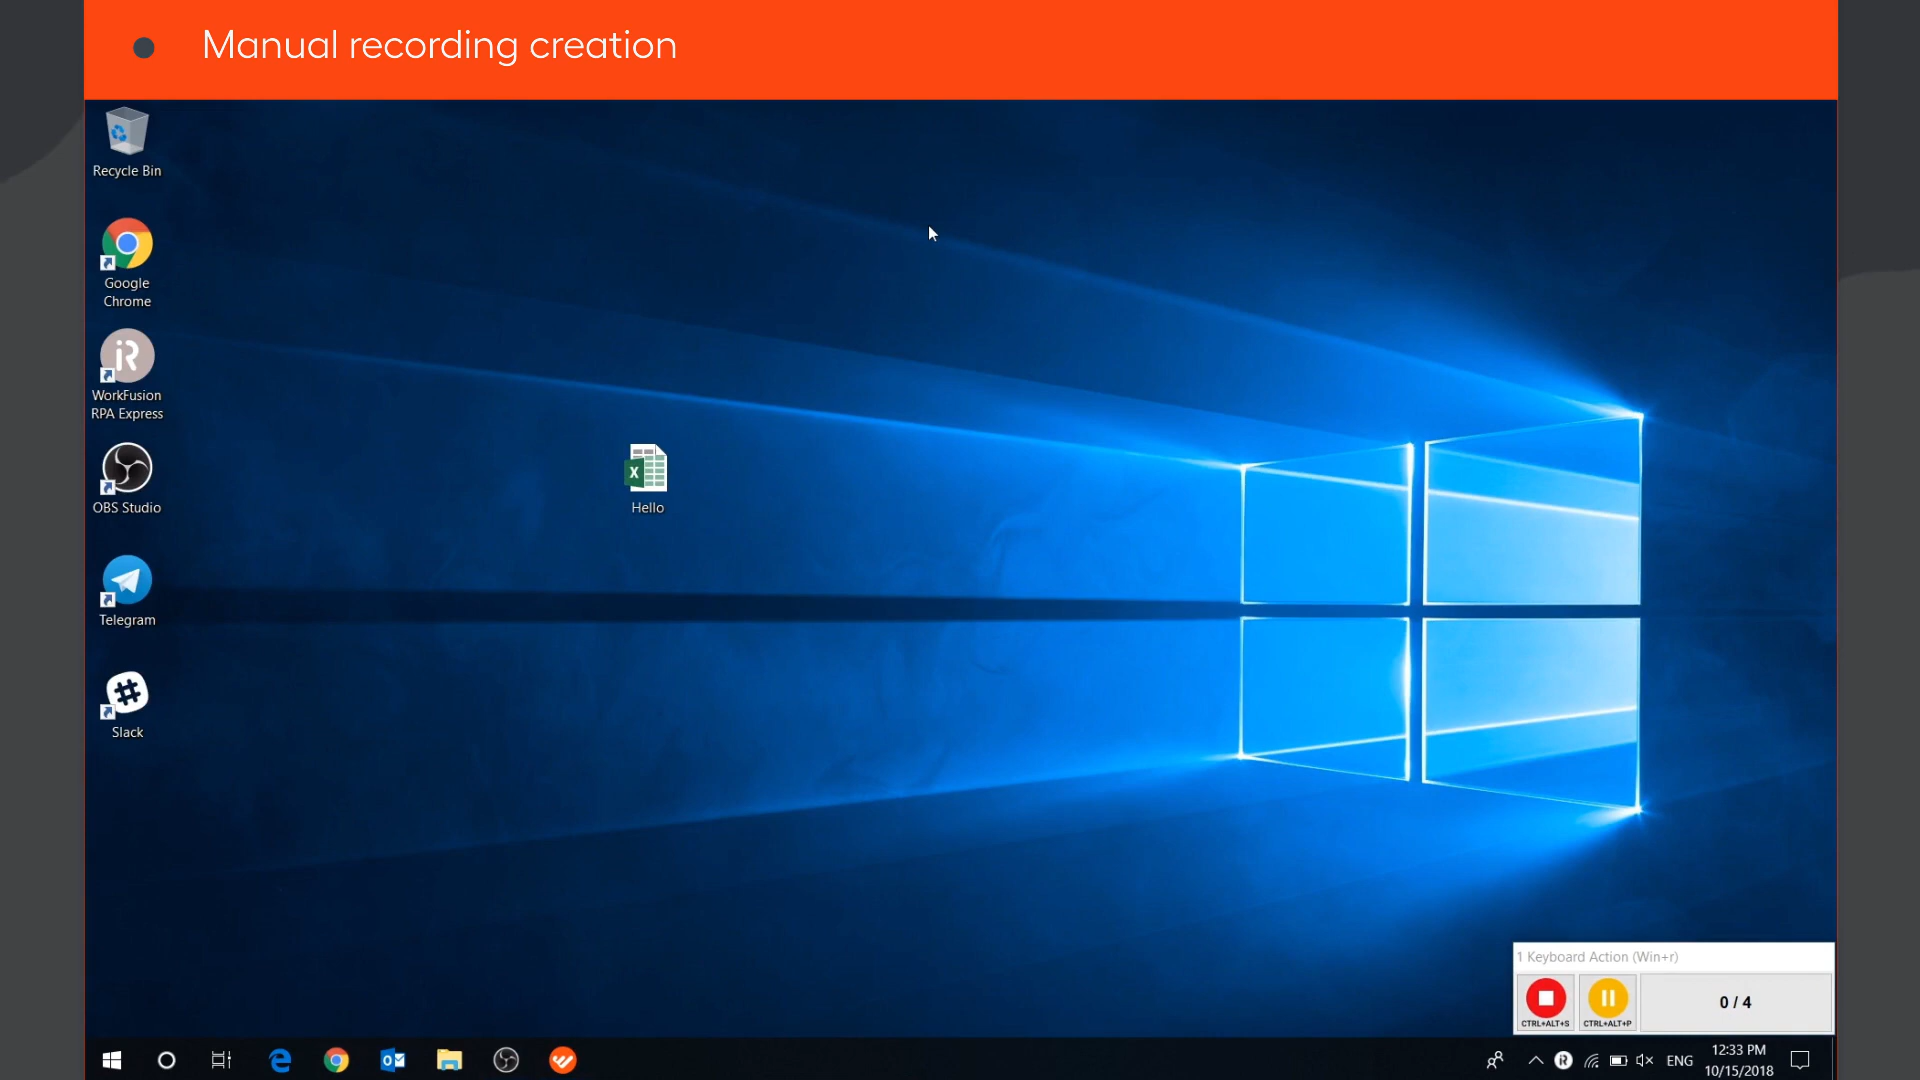 Manual recording creation
Recycle Bin
Google
Chrome
WorkFusion
RPA Express
OBS Studio
Hello
Telegram
Slack
1 Keyboard Action (Win+r)
CTRL+ALT+S
CTRL+ALT+P
0 / 4
ENG
12:33 PM
10/15/2018